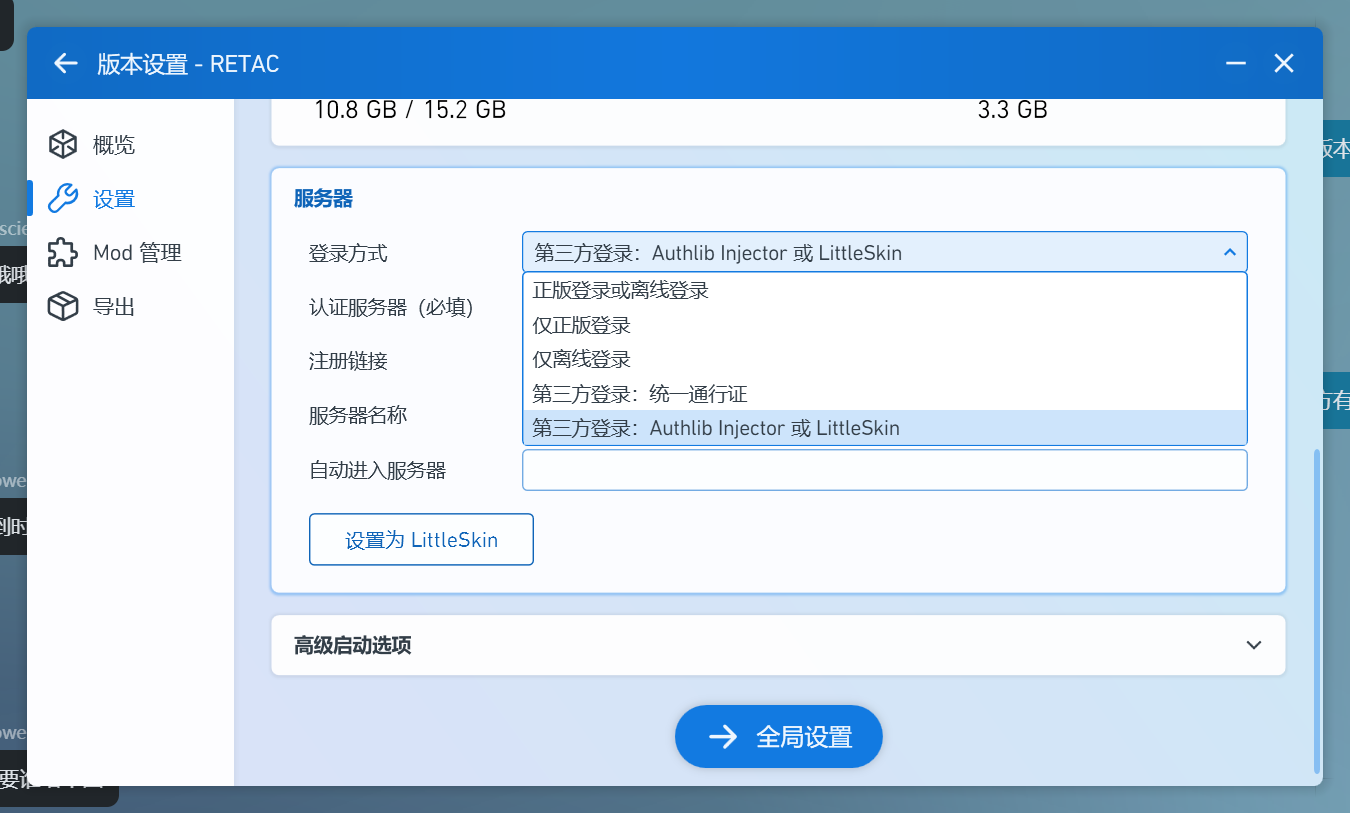 版本设置 - RETAC
10.8 GB / 15.2 GB
3.3 GB
概览
设置
Mod 管理
导出
服务器
登录方式
第三方登录：Authlib Injector 或 LittleSkin
正版登录或离线登录
仅正版登录
仅离线登录
第三方登录：统一通行证
第三方登录：Authlib Injector 或 LittleSkin
认证服务器（必填）
注册链接
服务器名称
自动进入服务器
设置为 LittleSkin
高级启动选项
全局设置
版本
方有
scie
哦哦
owe
到时
owe